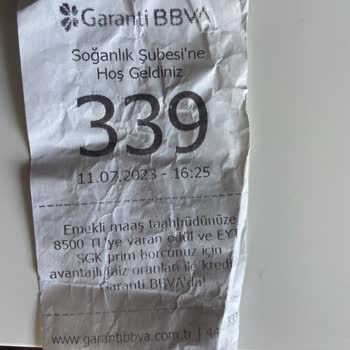 Garanti BBVA
Soğanlık Şubesi'ne
Hoş Geldiniz
339
11.07.2023 - 16:25
Emekli maaş taahhüdünüze
8500 TL'ye varan ödül ve EYT
SGK prim borcunuz için
avantajlı faiz oranları ile kredi
Garanti BBVA'da!
www.garantibbva.com.tr | 444